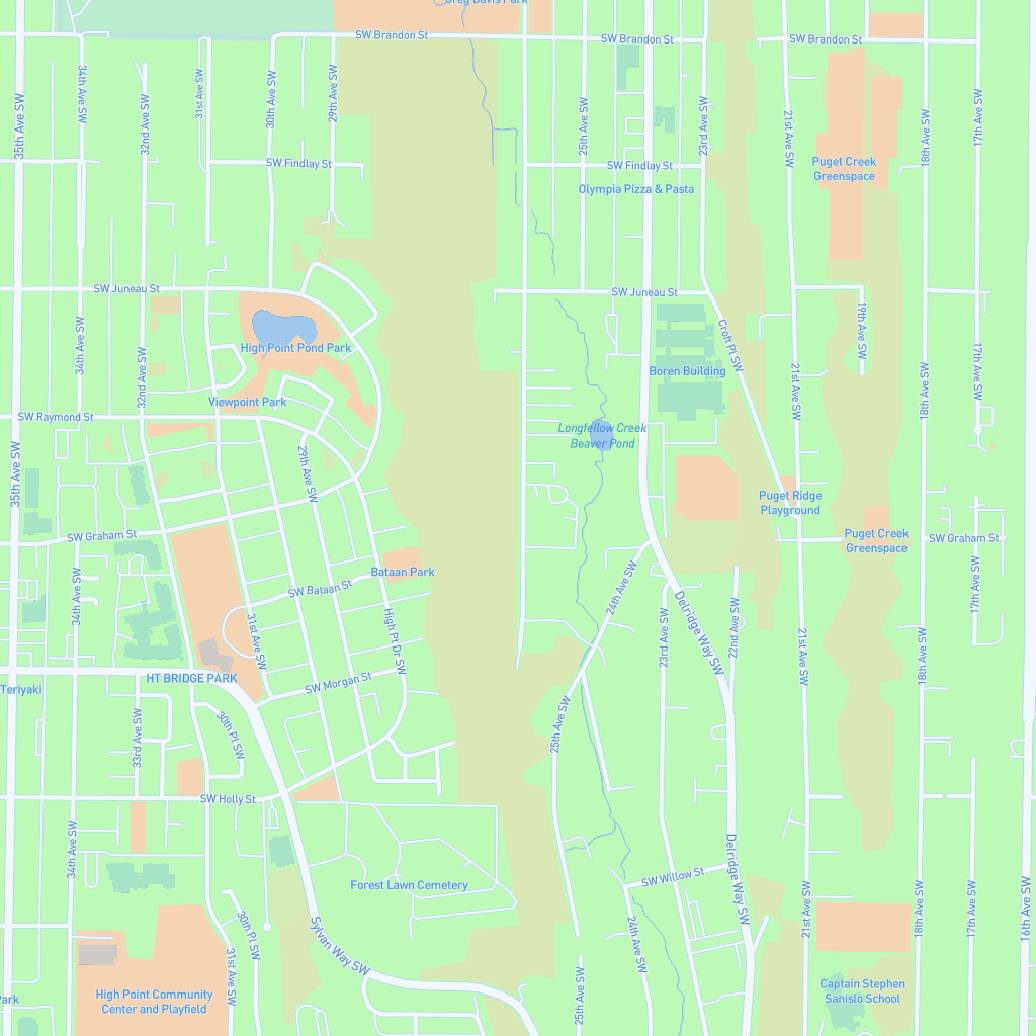 Greg Davis Park
SW Brandon St
SW Brandon St
SW Brandon St
34th Ave SW
31st Ave SW
30th Ave SW
29th Ave SW
35th Ave SW
32nd Ave SW
25th Ave SW
23rd Ave SW
21st Ave SW
18th Ave SW
17th Ave SW
SW Findlay St
SW Findlay St
Puget Creek
Greenspace
Olympia Pizza & Pasta
SW Juneau St
SW Juneau St
34th Ave SW
32nd Ave SW
High Point Pond Park
Croft Pl SW
19th Ave SW
17th Ave SW
Boren Building
21st Ave SW
18th Ave SW
Viewpoint Park
SW Raymond St
Longfellow Creek
Beaver Pond
35th Ave SW
29th Ave SW
Puget Ridge
Playground
SW Graham St
Puget Creek
Greenspace
SW Graham St
Bataan Park
SW Bataan St
34th Ave SW
24th Ave SW
17th Ave SW
Delridge Way SW
22nd Ave SW
23rd Ave SW
31st Ave SW
High Pt Dr SW
21st Ave SW
18th Ave SW
HT BRIDGE PARK
Teriyaki
SW Morgan St
30th Pl SW
33rd Ave SW
25th Ave SW
SW Holly St
34th Ave SW
Delridge Way SW
SW Willow St
Forest Lawn Cemetery
21st Ave SW
18th Ave SW
17th Ave SW
16th Ave SW
30th Pl SW
Sylvan Way SW
24th Ave SW
31st Ave SW
25th Ave SW
Captain Stephen
Sanislo School
High Point Community
Center and Playfield
Park